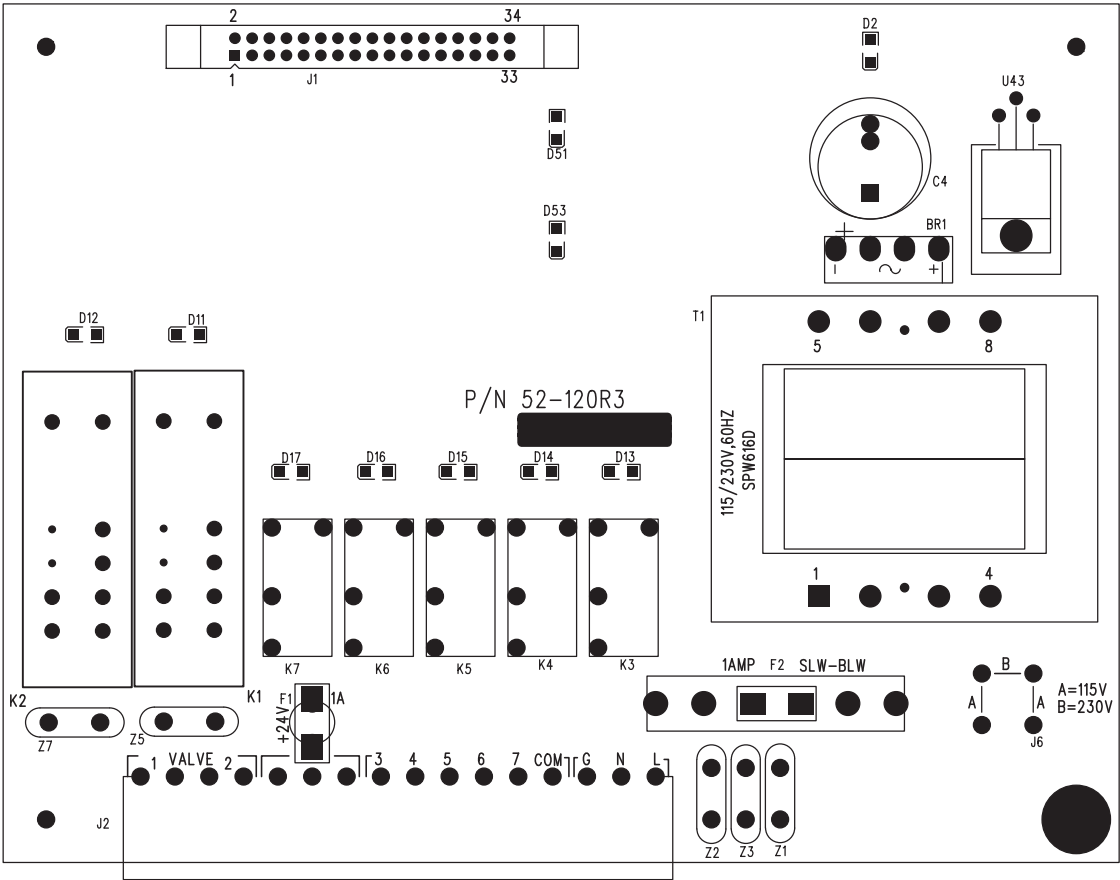 2 34
1 J1 33
D2
U43
D51
C4
D53
BR1
+
- ~ +
D12 D11
T1
5 8
P/N 52-120R3
115/230V,60HZ
SPW616D
D17 D16 D15 D14 D13
1 4
K7 K6 K5 K4 K3
1AMP F2 SLW-BLW
B
A A
A=115V
B=230V
J6
K2 K1
F1 1A
+24V
Z7 Z5
1 VALVE 2 3 4 5 6 7 COM G N L
J2
Z2 Z3 Z1